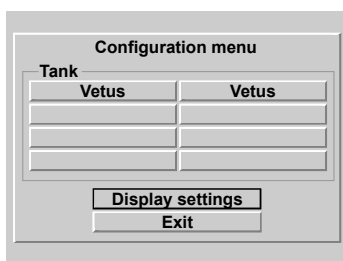 Configuration menu
Tank
Vetus Vetus
Display settings
Exit